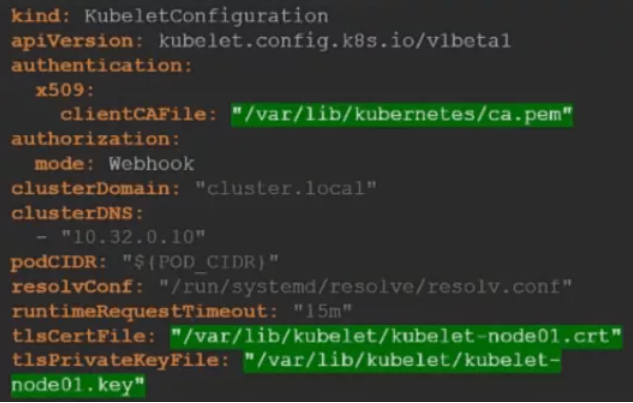 kind: KubeletConfiguration
apiVersion: kubelet.config.k8s.io/v1beta1
authentication:
  x509:
    clientCAFile: "/var/lib/kubernetes/ca.pem"
authorization:
  mode: Webhook
clusterDomain: "cluster.local"
clusterDNS:
  - "10.32.0.10"
podCIDR: "${POD_CIDR}"
resolvConf: "/run/systemd/resolve/resolv.conf"
runtimeRequestTimeout: "15m"
tlsCertFile: "/var/lib/kubelet/kubelet-node01.crt"
tlsPrivateKeyFile: "/var/lib/kubelet/kubelet-
node01.key"